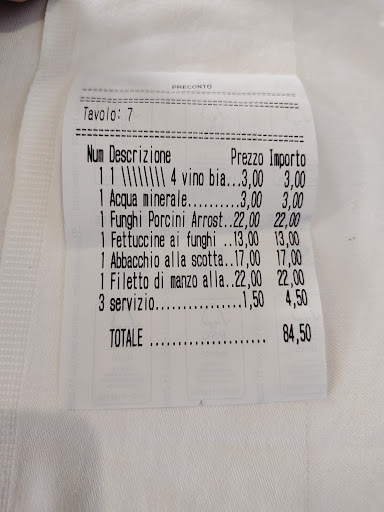 PRECONTO
========================================
Tavolo: 7
========================================
Num Descrizione Prezzo Importo
1 1 \\\\\\\\\ 4 vino bia...3,00 3,00
1 Acqua minerale..........3,00 3,00
1 Funghi Porcini Arrost..22,00 22,00
1 Fettuccine ai funghi ..13,00 13,00
1 Abbacchio alla scotta..17,00 17,00
1 Filetto di manzo alla..22,00 22,00
3 servizio................1,50 4,50
TOTALE ..................... 84,50